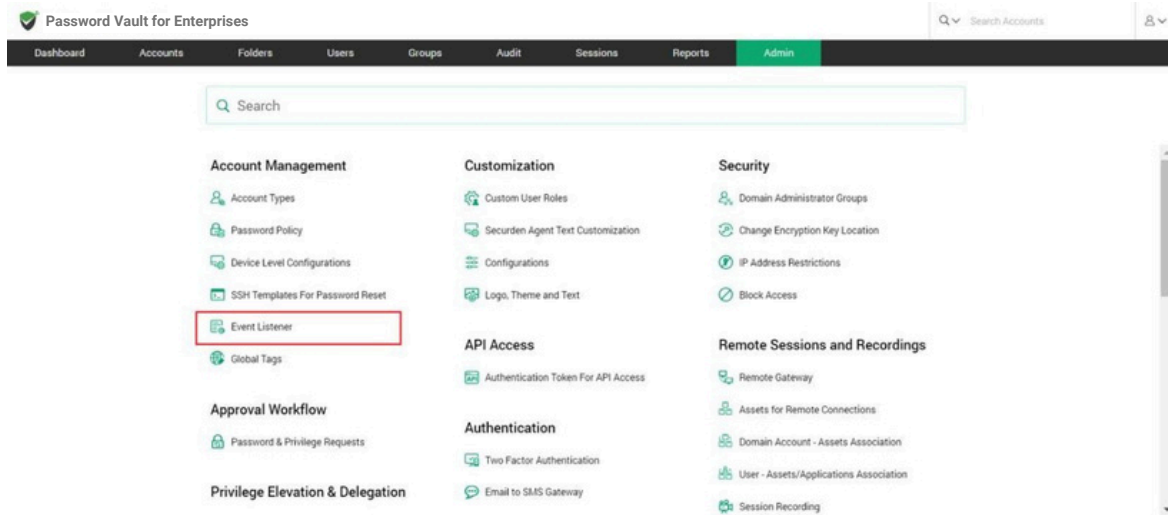 Password Vault for Enterprises
Search Accounts
Dashboard Accounts Folders Users Groups Audit Sessions Reports Admin
Search
Account Management
Account Types
Password Policy
Device Level Configurations
SSH Templates For Password Reset
Event Listener
Global Tags
Approval Workflow
Password & Privilege Requests
Privilege Elevation & Delegation
Customization
Custom User Roles
Securden Agent Text Customization
Configurations
Logo, Theme and Text
API Access
API
Authentication Token For API Access
Authentication
Two Factor Authentication
Email to SMS Gateway
Security
Domain Administrator Groups
Change Encryption Key Location
IP Address Restrictions
Block Access
Remote Sessions and Recordings
Remote Gateway
Assets for Remote Connections
Domain Account - Assets Association
User - Assets/Applications Association
Session Recording